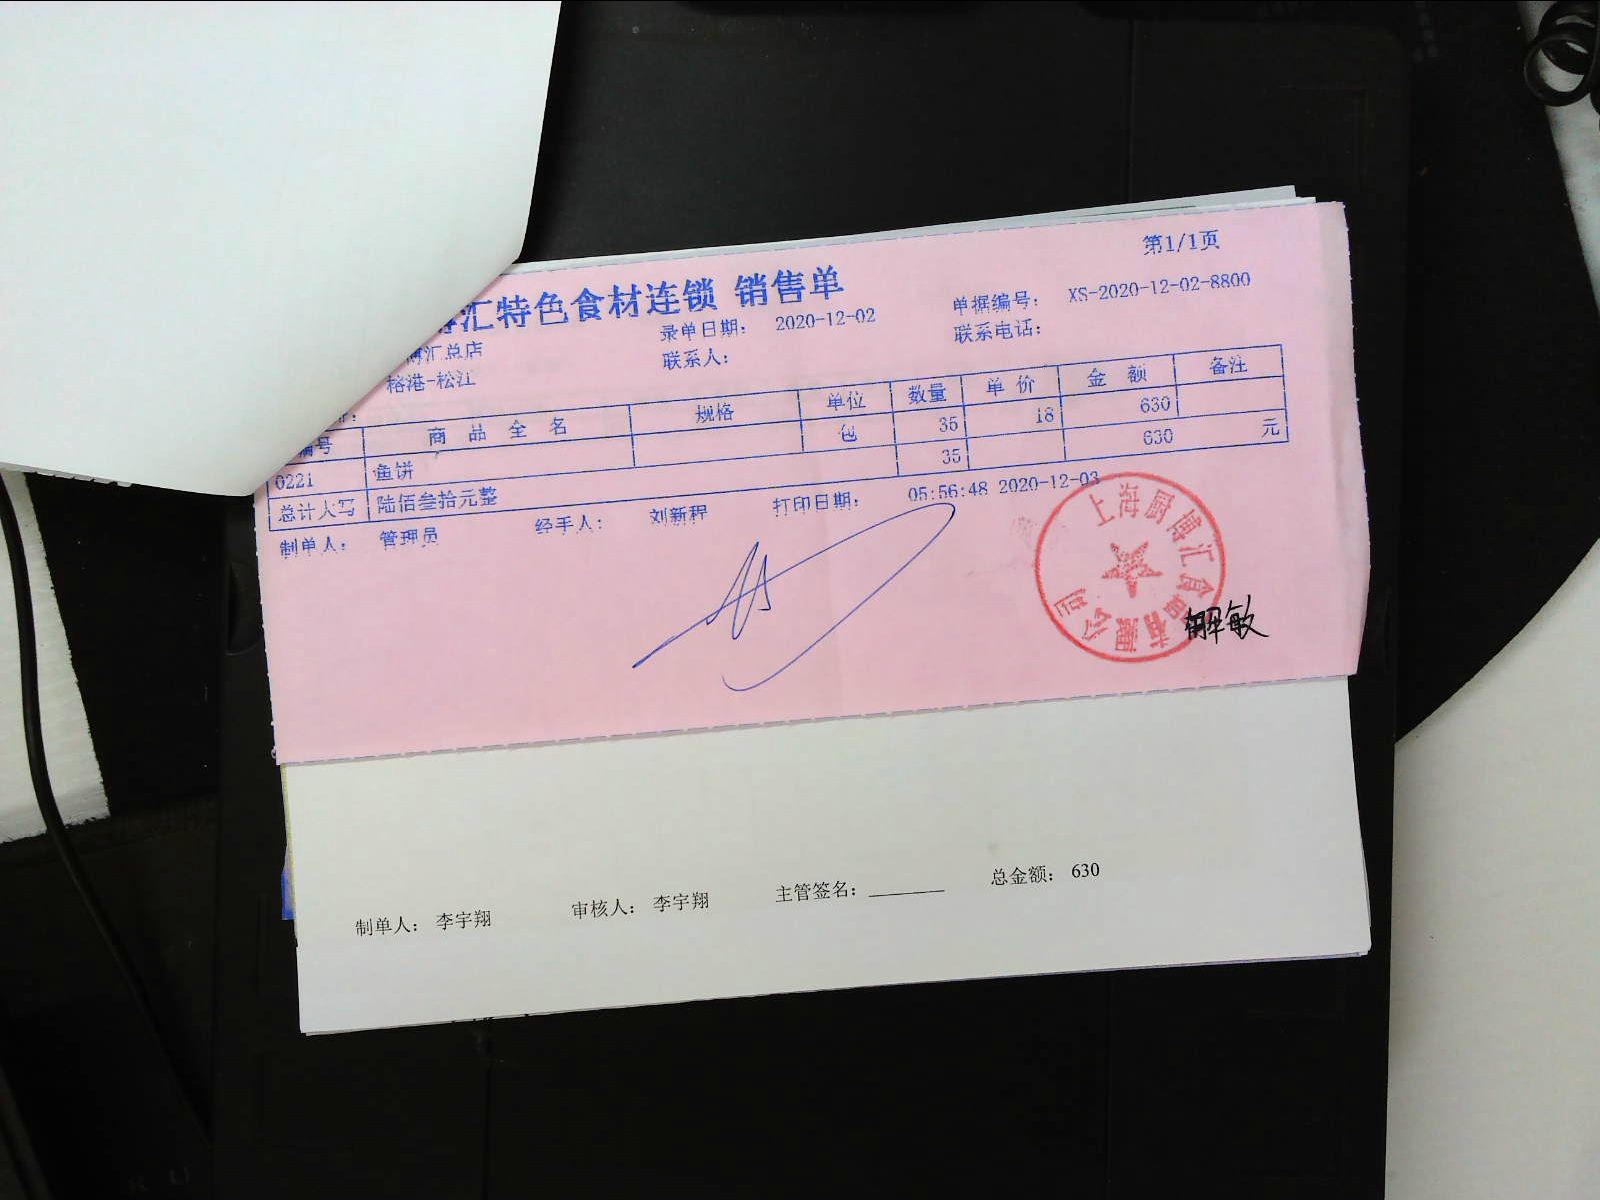 第1/1页
博汇特色食材连锁 销售单
单据编号： XS-2020-12-02-8800
录单日期： 2020-12-02
联系电话：
博汇总店
联系人：
榕港-松江
编号 商品全名 规格 单位 数量 单价 金额 备注
0221 鱼饼 包 35 18 630
总计大写 陆佰叁拾元整 35 630 元
制单人： 管理员 经手人： 刘新程 打印日期： 05:56:48 2020-12-03
上海厨博汇食品有限公司
解敏
制单人： 李宇翔 审核人： 李宇翔 主管签名： 总金额： 630